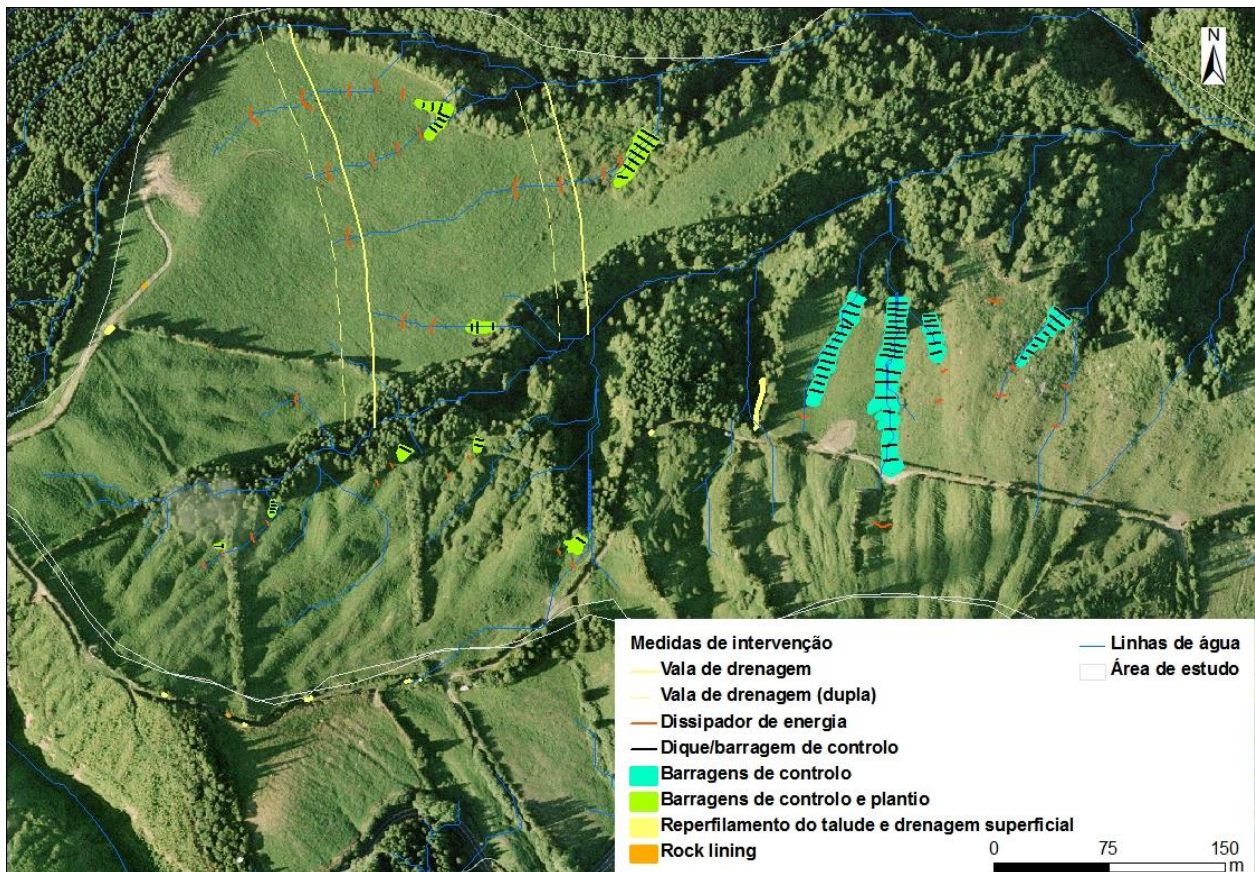 N
Medidas de intervenção
Vala de drenagem
Vala de drenagem (dupla)
Dissipador de energia
Dique/barragem de controlo
Barragens de controlo
Barragens de controlo e plantio
Reperfilamento do talude e drenagem superficial
Rock lining
Linhas de água
Área de estudo
0 75 150
m